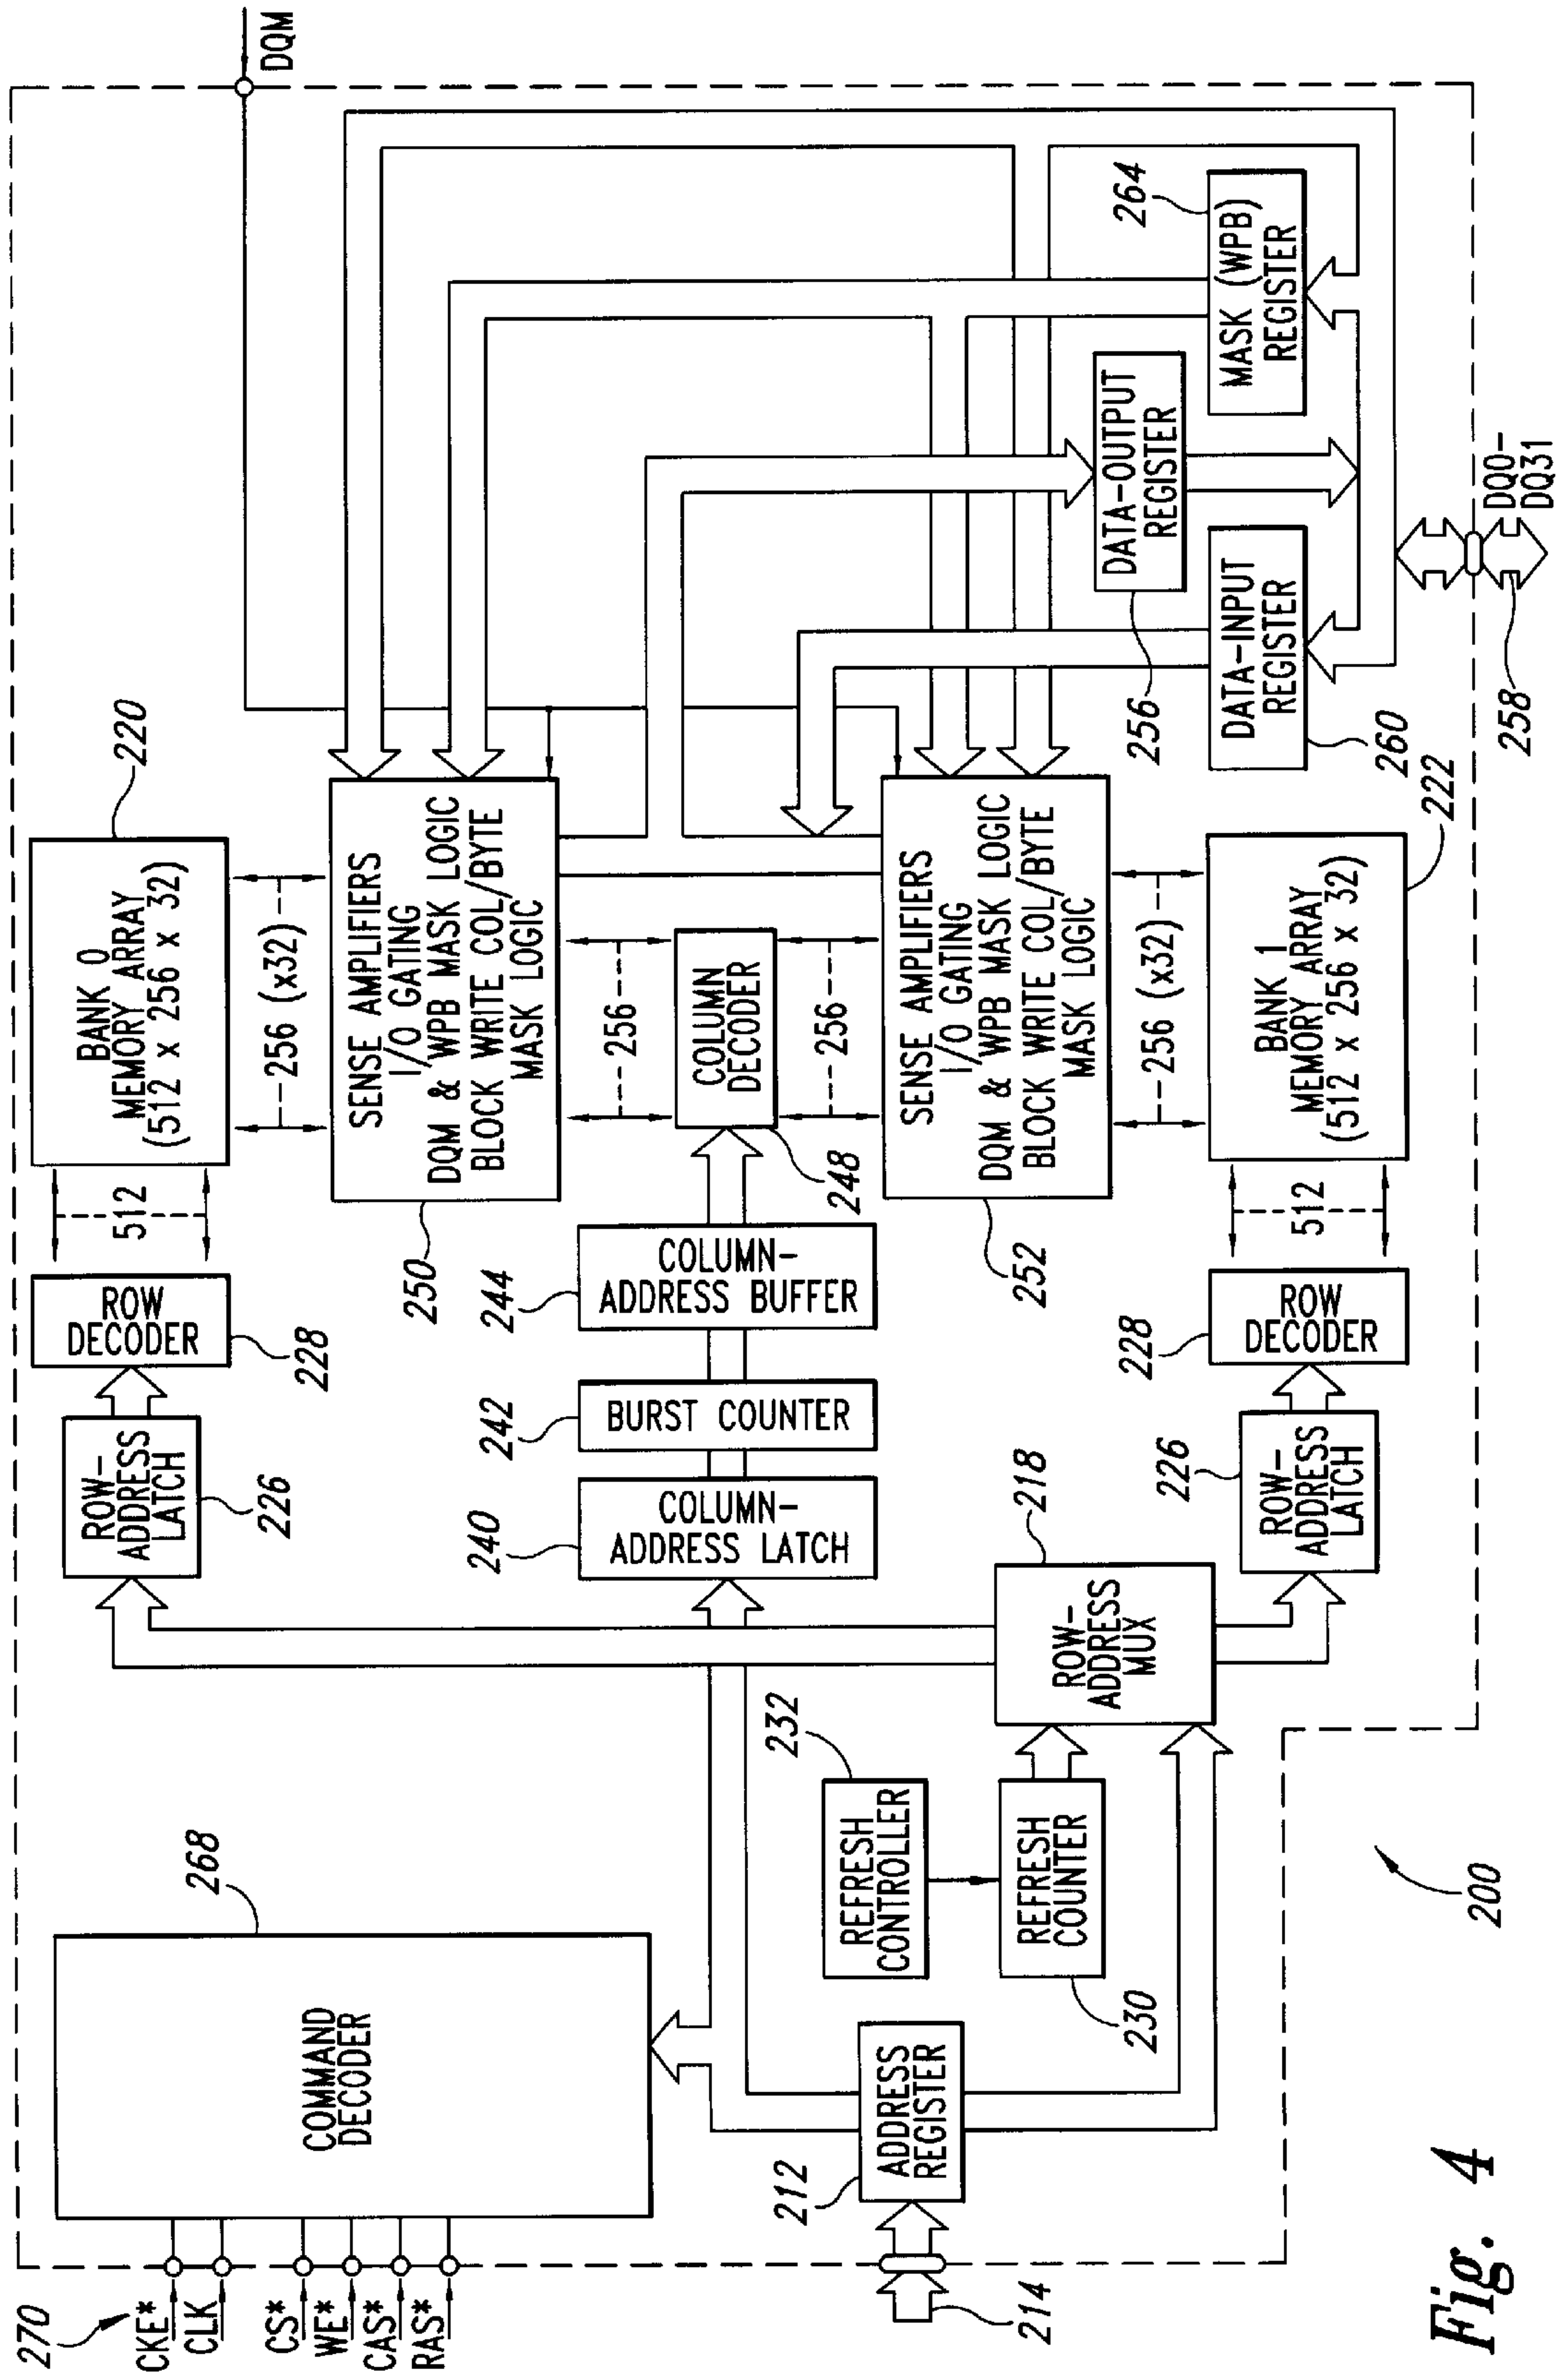 270
CKE*
CLK
CS*
WE*
CAS*
RAS*
COMMAND
DECODER
268
214
212
ADDRESS
REGISTER
REFRESH
CONTROLLER
232
REFRESH
COUNTER
230
ROW-
ADDRESS
MUX
218
ROW-
ADDRESS
LATCH
226
ROW
DECODER
228
512
BANK 0
MEMORY ARRAY
(512 x 256 x 32)
220
256 (x32)
SENSE AMPLIFIERS
I/O GATING
DQM & WPB MASK LOGIC
BLOCK WRITE COL/BYTE
MASK LOGIC
250
COLUMN-
ADDRESS LATCH
240
BURST COUNTER
242
COLUMN-
ADDRESS BUFFER
244
256
COLUMN
DECODER
248
256
SENSE AMPLIFIERS
I/O GATING
DQM & WPB MASK LOGIC
BLOCK WRITE COL/BYTE
MASK LOGIC
252
256 (x32)
ROW-
ADDRESS
LATCH
226
ROW
DECODER
228
512
BANK 1
MEMORY ARRAY
(512 x 256 x 32)
222
DQM
DATA-OUTPUT
REGISTER
256
DATA-INPUT
REGISTER
260
MASK (WPB)
REGISTER
264
DQ0-
DQ31
258
200
Fig. 4